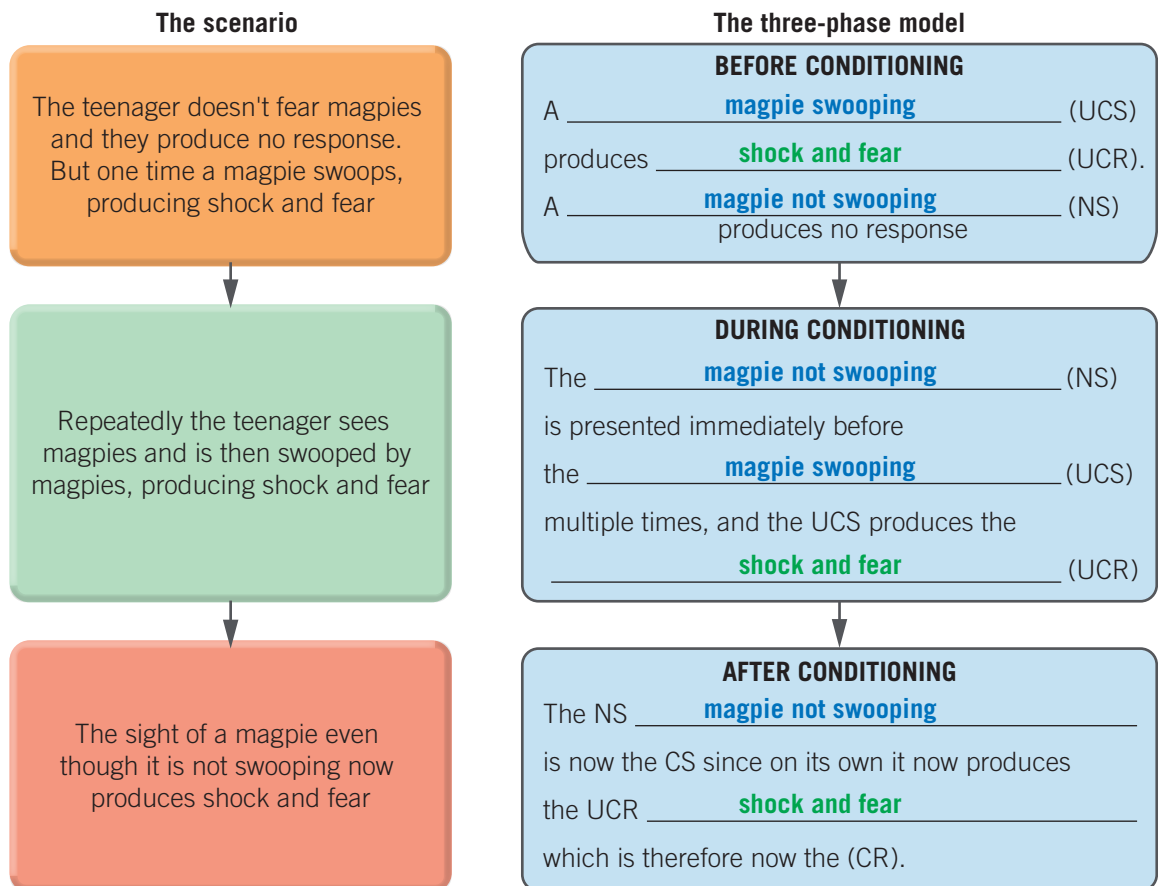 The scenario
The teenager doesn't fear magpies
and they produce no response.
But one time a magpie swoops,
producing shock and fear
Repeatedly the teenager sees
magpies and is then swooped by
magpies, producing shock and fear
The sight of a magpie even
though it is not swooping now
produces shock and fear
The three-phase model
BEFORE CONDITIONING
A magpie swooping (UCS)
produces shock and fear (UCR).
A magpie not swooping (NS)
produces no response
DURING CONDITIONING
The magpie not swooping (NS)
is presented immediately before
the magpie swooping (UCS)
multiple times, and the UCS produces the
shock and fear (UCR)
AFTER CONDITIONING
The NS magpie not swooping
is now the CS since on its own it now produces
the UCR shock and fear
which is therefore now the (CR).